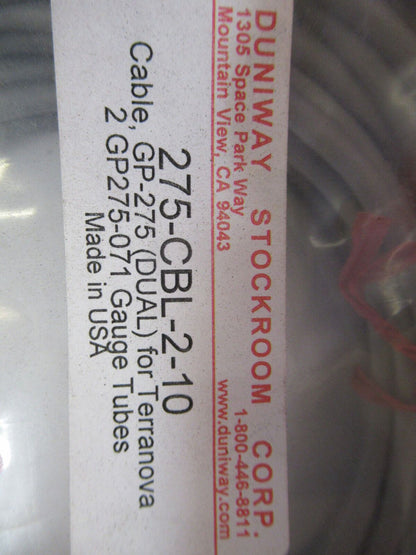 DUNIWAY STOCKROOM CORP.
1305 Space Park Way 1-800-446-8811
Mountain View, CA 94043 www.duniway.com
275-CBL-2-10
Cable, GP-275 (DUAL) for Terranova
2 GP275-071 Gauge Tubes
Made in USA